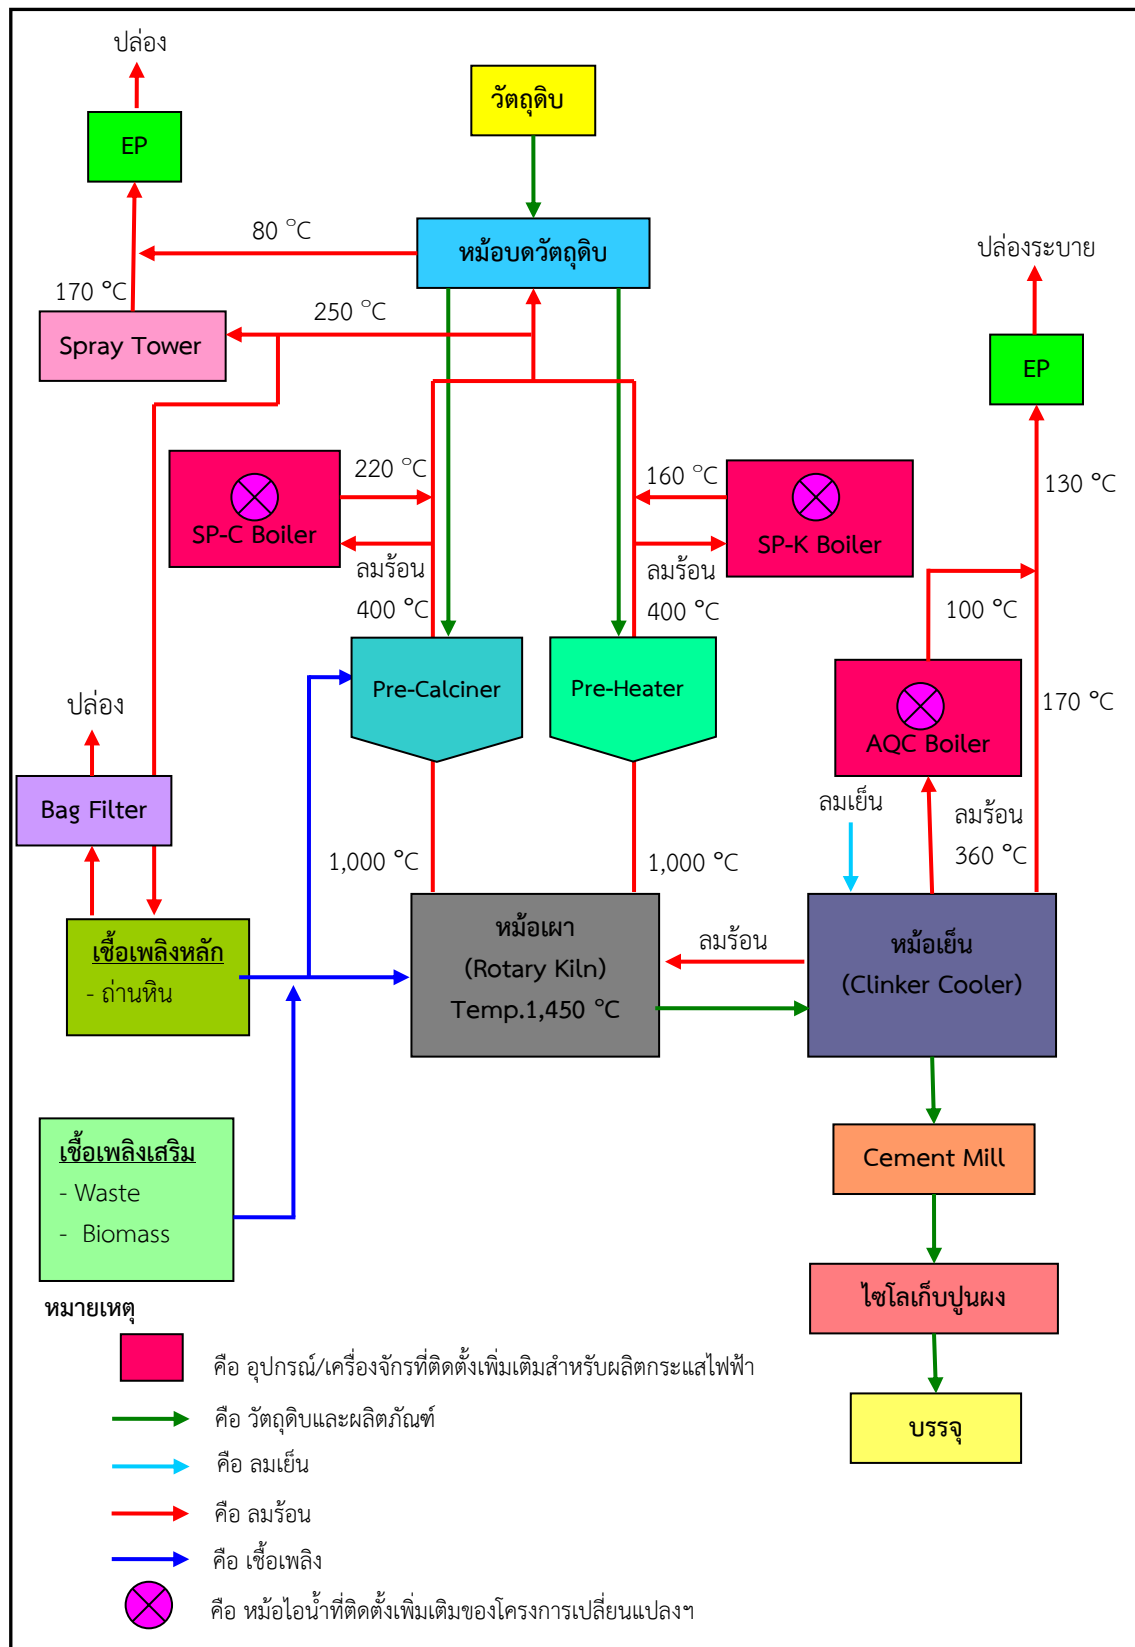 ปล่อง
วัตถุดิบ
EP
80 °C
หม้อบดวัตถุดิบ
ปล่องระบาย
170 °C
250 °C
Spray Tower
EP
220 °C
160 °C
130 °C
SP-C Boiler
SP-K Boiler
ลมร้อน
400 °C
ลมร้อน
400 °C
100 °C
Pre-Calciner
Pre-Heater
170 °C
ปล่อง
AQC Boiler
Bag Filter
ลมเย็น
ลมร้อน
360 °C
1,000 °C
1,000 °C
เชื้อเพลิงหลัก
- ถ่านหิน
หม้อเผา
(Rotary Kiln)
Temp.1,450 °C
ลมร้อน
หม้อเย็น
(Clinker Cooler)
เชื้อเพลิงเสริม
- Waste
- Biomass
Cement Mill
ไซโลเก็บปูนผง
บรรจุ
หมายเหตุ
คือ อุปกรณ์/เครื่องจักรที่ติดตั้งเพิ่มเติมสำหรับผลิตกระแสไฟฟ้า
คือ วัตถุดิบและผลิตภัณฑ์
คือ ลมเย็น
คือ ลมร้อน
คือ เชื้อเพลิง
คือ หม้อไอน้ำที่ติดตั้งเพิ่มเติมของโครงการเปลี่ยนแปลงฯ